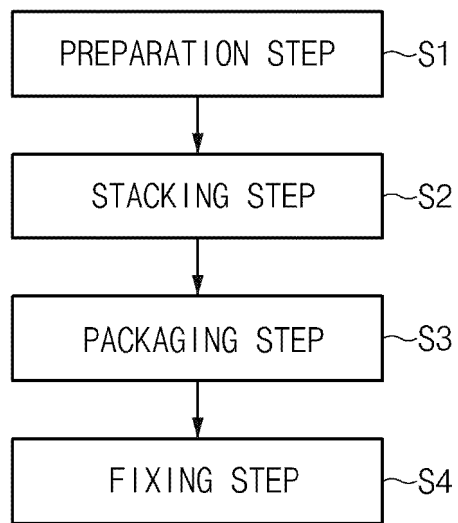 PREPARATION STEP S1
STACKING STEP S2
PACKAGING STEP S3
FIXING STEP S4